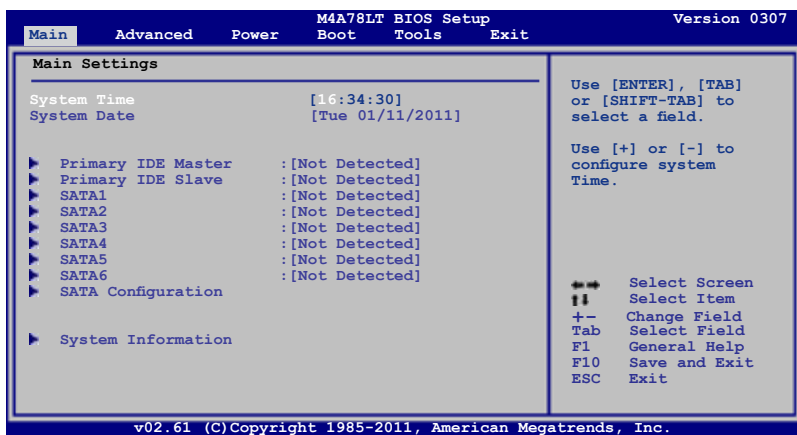 M4A78LT BIOS Setup Version 0307
Main Advanced Power Boot Tools Exit
Main Settings
System Time [16:34:30]
System Date [Tue 01/11/2011]
Primary IDE Master :[Not Detected]
Primary IDE Slave :[Not Detected]
SATA1 :[Not Detected]
SATA2 :[Not Detected]
SATA3 :[Not Detected]
SATA4 :[Not Detected]
SATA5 :[Not Detected]
SATA6 :[Not Detected]
SATA Configuration
System Information
Use [ENTER], [TAB]
or [SHIFT-TAB] to
select a field.
Use [+] or [-] to
configure system
Time.
←→ Select Screen
↑↓ Select Item
+- Change Field
Tab Select Field
F1 General Help
F10 Save and Exit
ESC Exit
v02.61 (C)Copyright 1985-2011, American Megatrends, Inc.